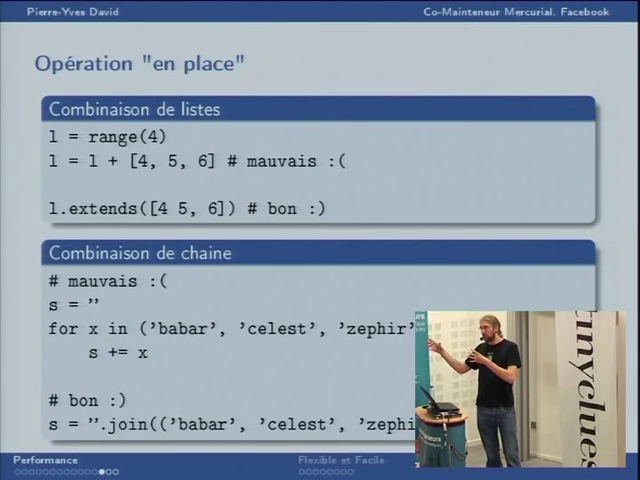 Pierre-Yves David
Co-Mainteneur Mercurial. Facebook
Opération "en place"
Combinaison de listes
l = range(4)
l = l + [4, 5, 6] # mauvais :(
l.extends([4 5, 6]) # bon :)
Combinaison de chaine
# mauvais :(
s = ''
for x in ('babar', 'celest', 'zephir'
s += x
# bon :)
s = ''.join(('babar', 'celest', 'zephi
tinyclues
Performance
Flexible et Facile